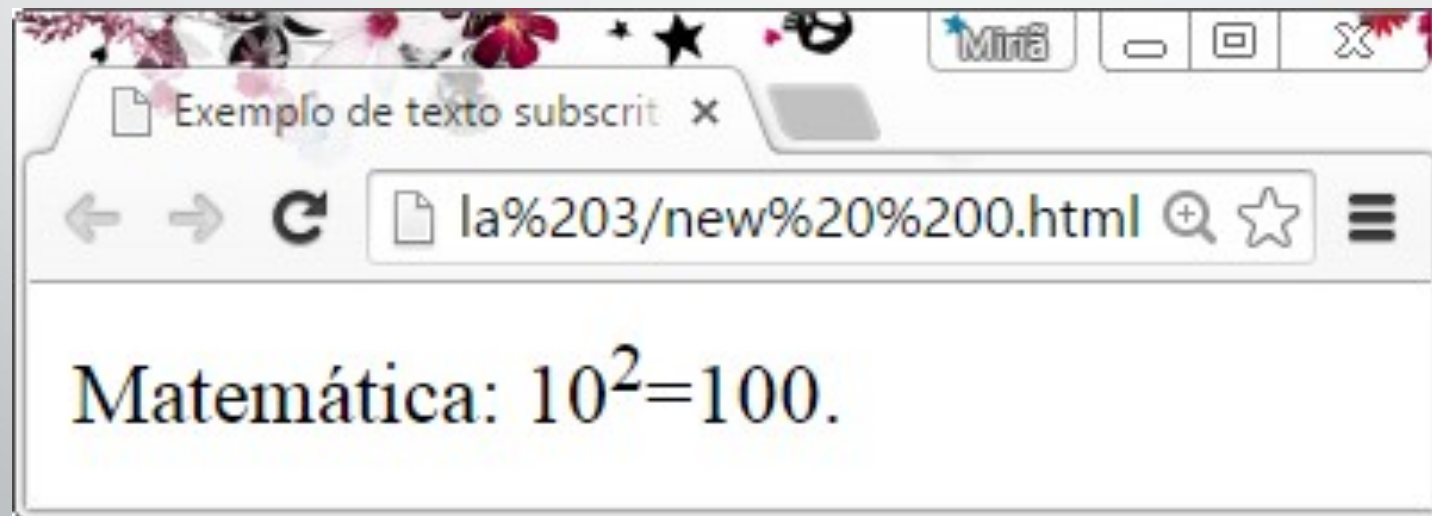 Miriã
Exemplo de texto subscrit
la%203/new%20%200.html
Matemática: 10²=100.